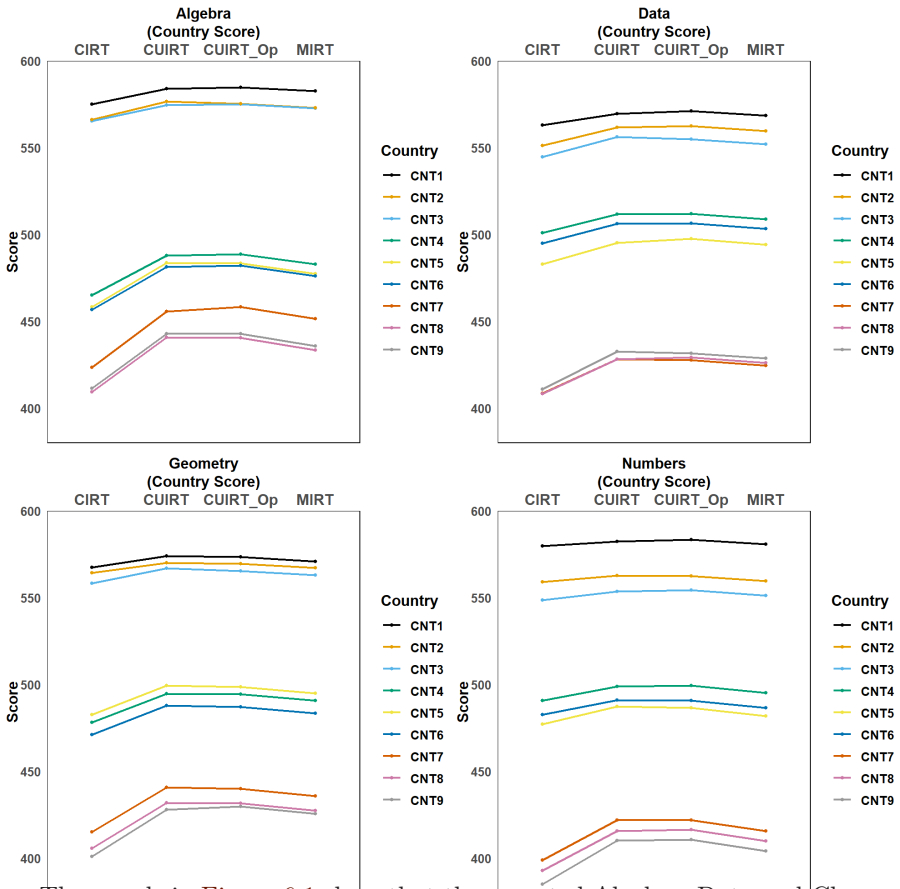 Algebra
(Country Score)
CIRT CUIRT CUIRT_Op MIRT
600
550
500
450
400
Score
Country
CNT1
CNT2
CNT3
CNT4
CNT5
CNT6
CNT7
CNT8
CNT9
Data
(Country Score)
CIRT CUIRT CUIRT_Op MIRT
600
550
500
450
400
Score
Country
CNT1
CNT2
CNT3
CNT4
CNT5
CNT6
CNT7
CNT8
CNT9
Geometry
(Country Score)
CIRT CUIRT CUIRT_Op MIRT
600
550
500
450
400
Score
Country
CNT1
CNT2
CNT3
CNT4
CNT5
CNT6
CNT7
CNT8
CNT9
Numbers
(Country Score)
CIRT CUIRT CUIRT_Op MIRT
600
550
500
450
400
Score
Country
CNT1
CNT2
CNT3
CNT4
CNT5
CNT6
CNT7
CNT8
CNT9